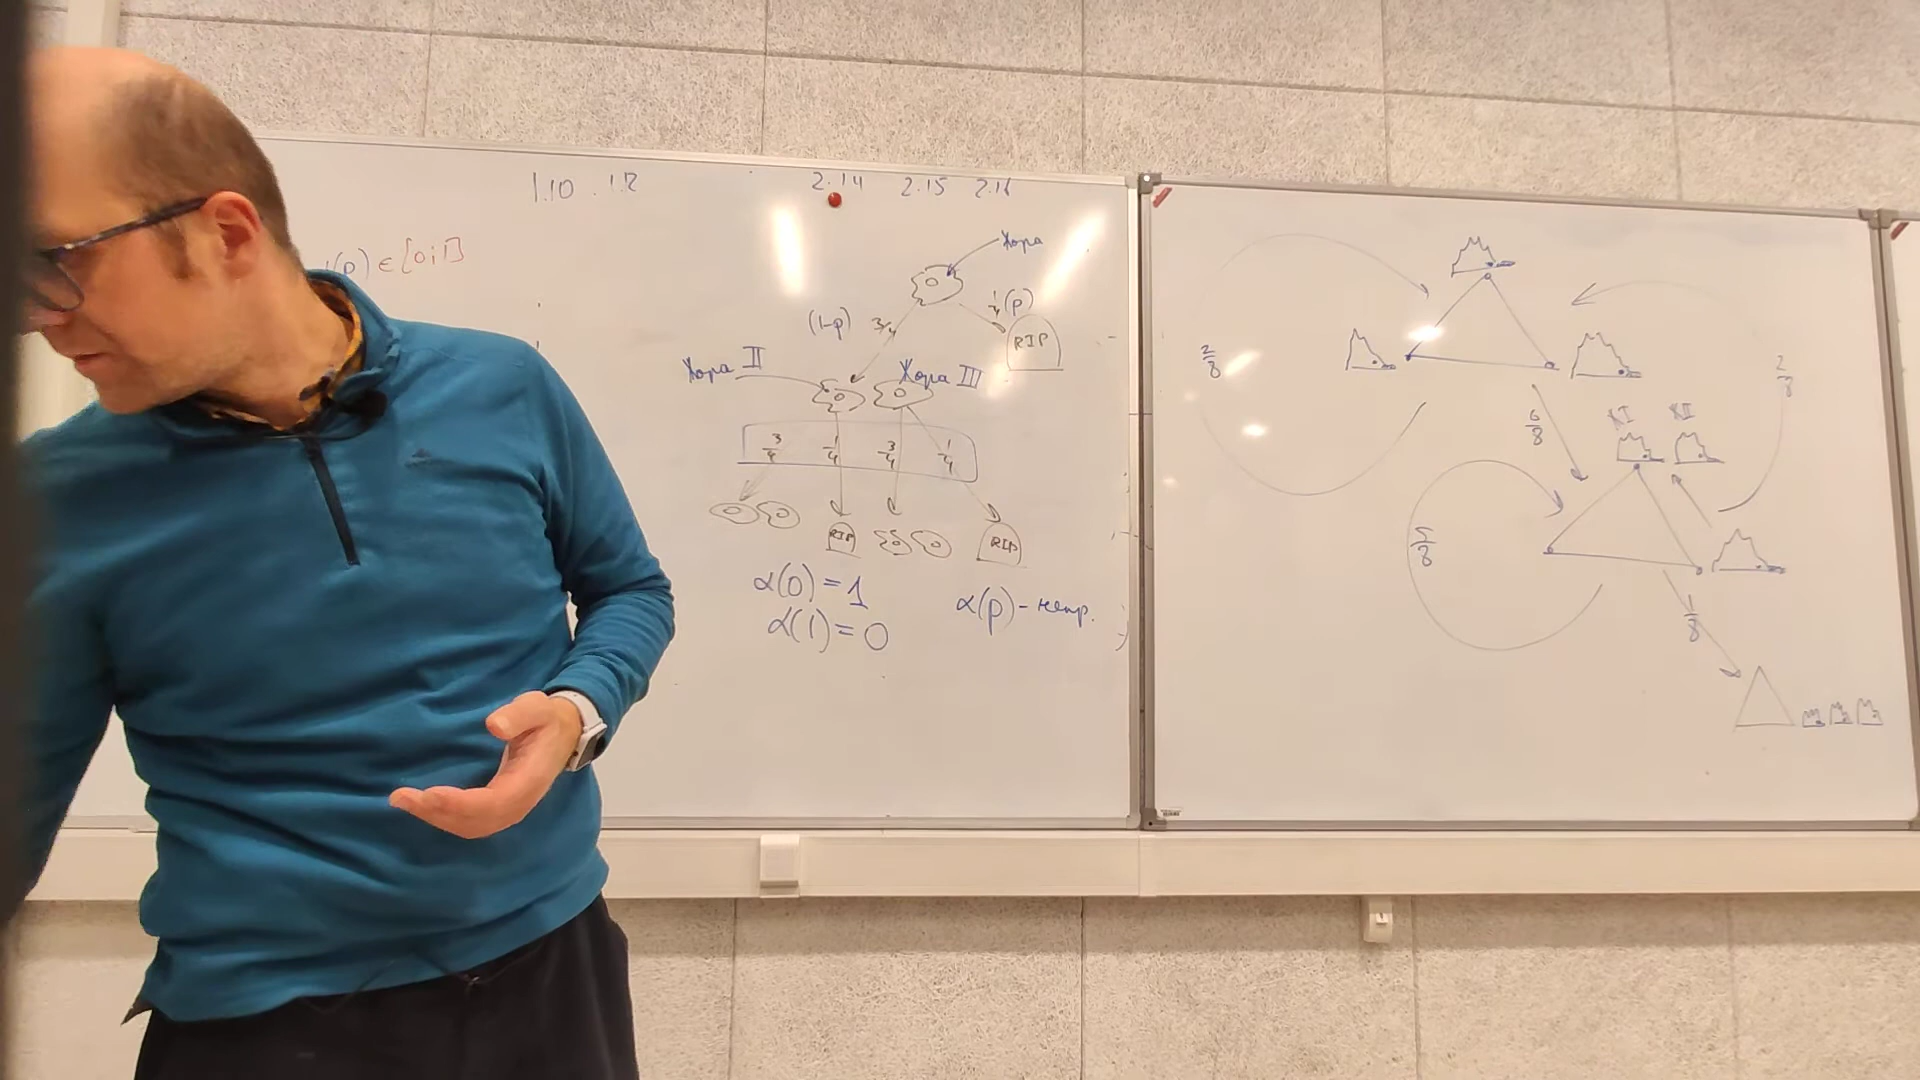 1.10 . 1.12
2.14 2.15 2.16
(p) ∈ [0;1]
Хора
(1-p) 3/4
1/4 (p)
RIP
Хора II
Хора III
3/4 1/4 3/4 1/4
RIP
RIP
α(0) = 1
α(1) = 0
α(p) - непр.
2/8
2/8
6/8
XI XII
5/8
1/8